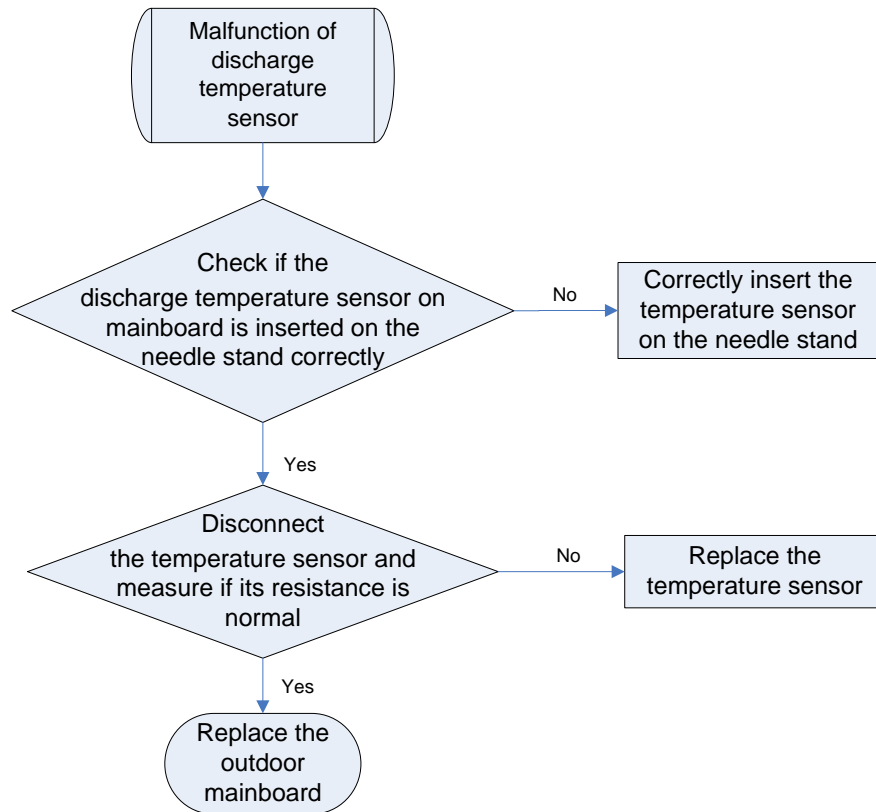 Malfunction of
discharge
temperature
sensor
Check if the
discharge temperature sensor on
mainboard is inserted on the
needle stand correctly
No
Correctly insert the
temperature sensor
on the needle stand
Yes
Disconnect
the temperature sensor and
measure if its resistance is
normal
No
Replace the
temperature sensor
Yes
Replace the
outdoor
mainboard